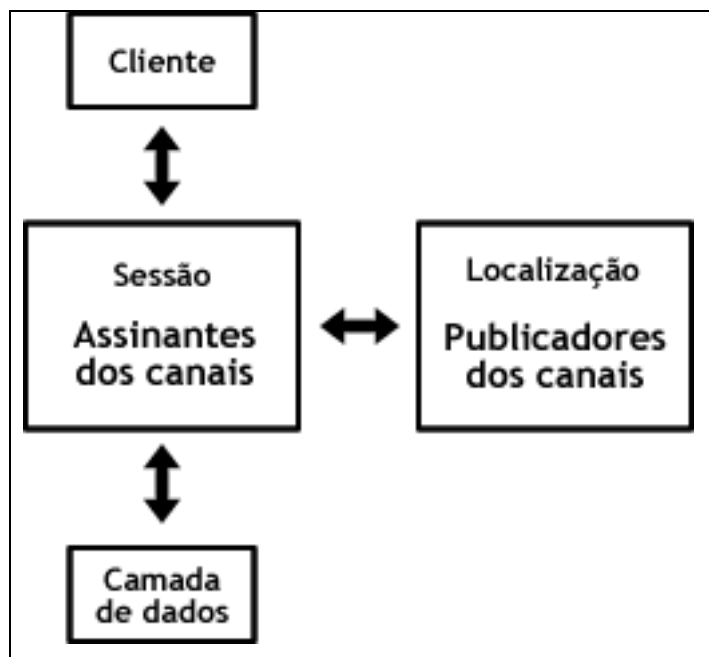 Cliente
Sessão
Assinantes
dos canais
Localização
Publicadores
dos canais
Camada
de dados